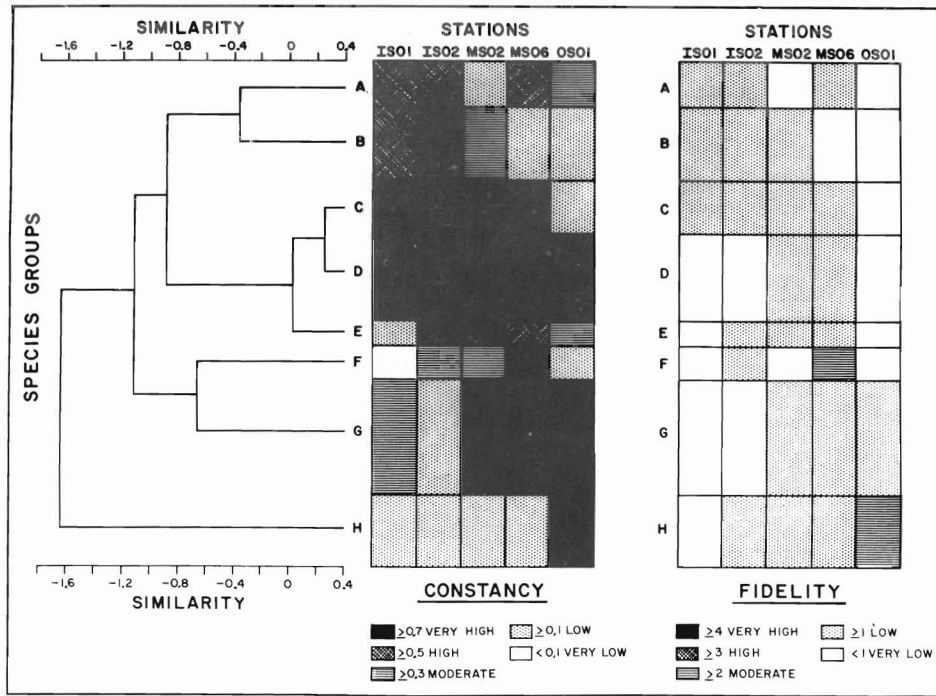 SIMILARITY
-1.6 -1.2 -0.8 -0.4 0 0.4
STATIONS
IS01 IS02 MS02 MS06 OS01
STATIONS
IS01 IS02 MS02 MS06 OS01
SPECIES GROUPS
A
B
C
D
E
F
G
H
A
B
C
D
E
F
G
H
-1.6 -1.2 -0.8 -0.4 0 0.4
SIMILARITY
CONSTANCY
≥0.7 VERY HIGH
≥0.5 HIGH
≥0.3 MODERATE
≥0.1 LOW
<0.1 VERY LOW
FIDELITY
≥4 VERY HIGH
≥3 HIGH
≥2 MODERATE
≥1 LOW
<1 VERY LOW